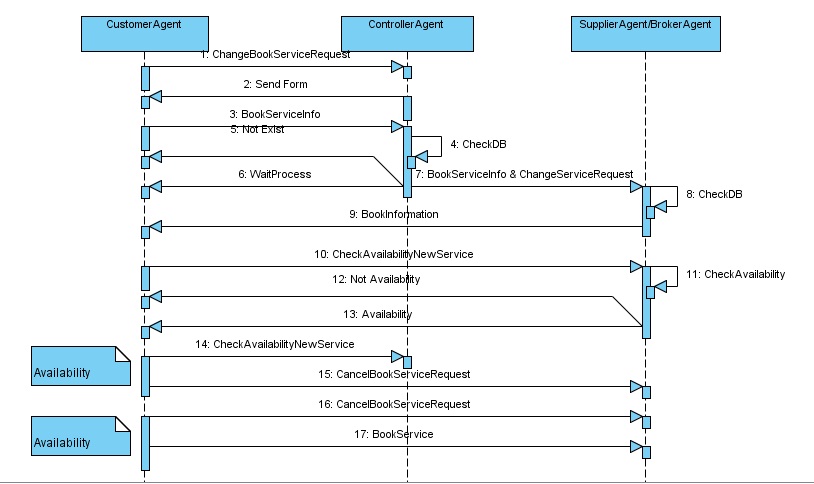 CustomerAgent
ControllerAgent
SupplierAgent/BrokerAgent
1: ChangeBookServiceRequest
2: Send Form
3: BookServiceInfo
5: Not Exist
4: CheckDB
6: WaitProcess
7: BookServiceInfo & ChangeServiceRequest
8: CheckDB
9: BookInformation
10: CheckAvailabilityNewService
11: CheckAvailability
12: Not Availability
13: Availability
14: CheckAvailabilityNewService
Availability
15: CancelBookServiceRequest
16: CancelBookServiceRequest
Availability
17: BookService